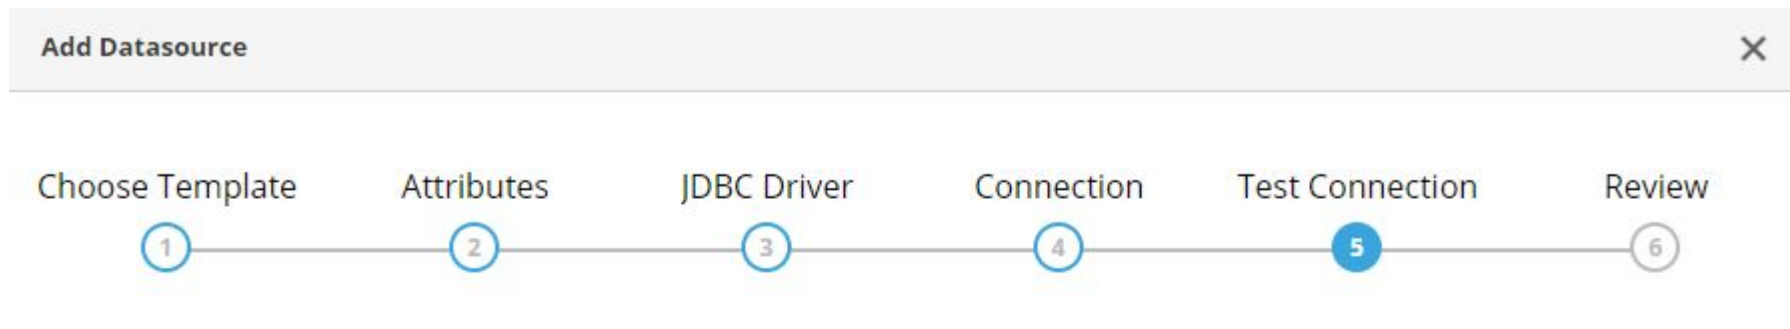 Add Datasource
Choose Template Attributes JDBC Driver Connection Test Connection Review
1 2 3 4 5 6